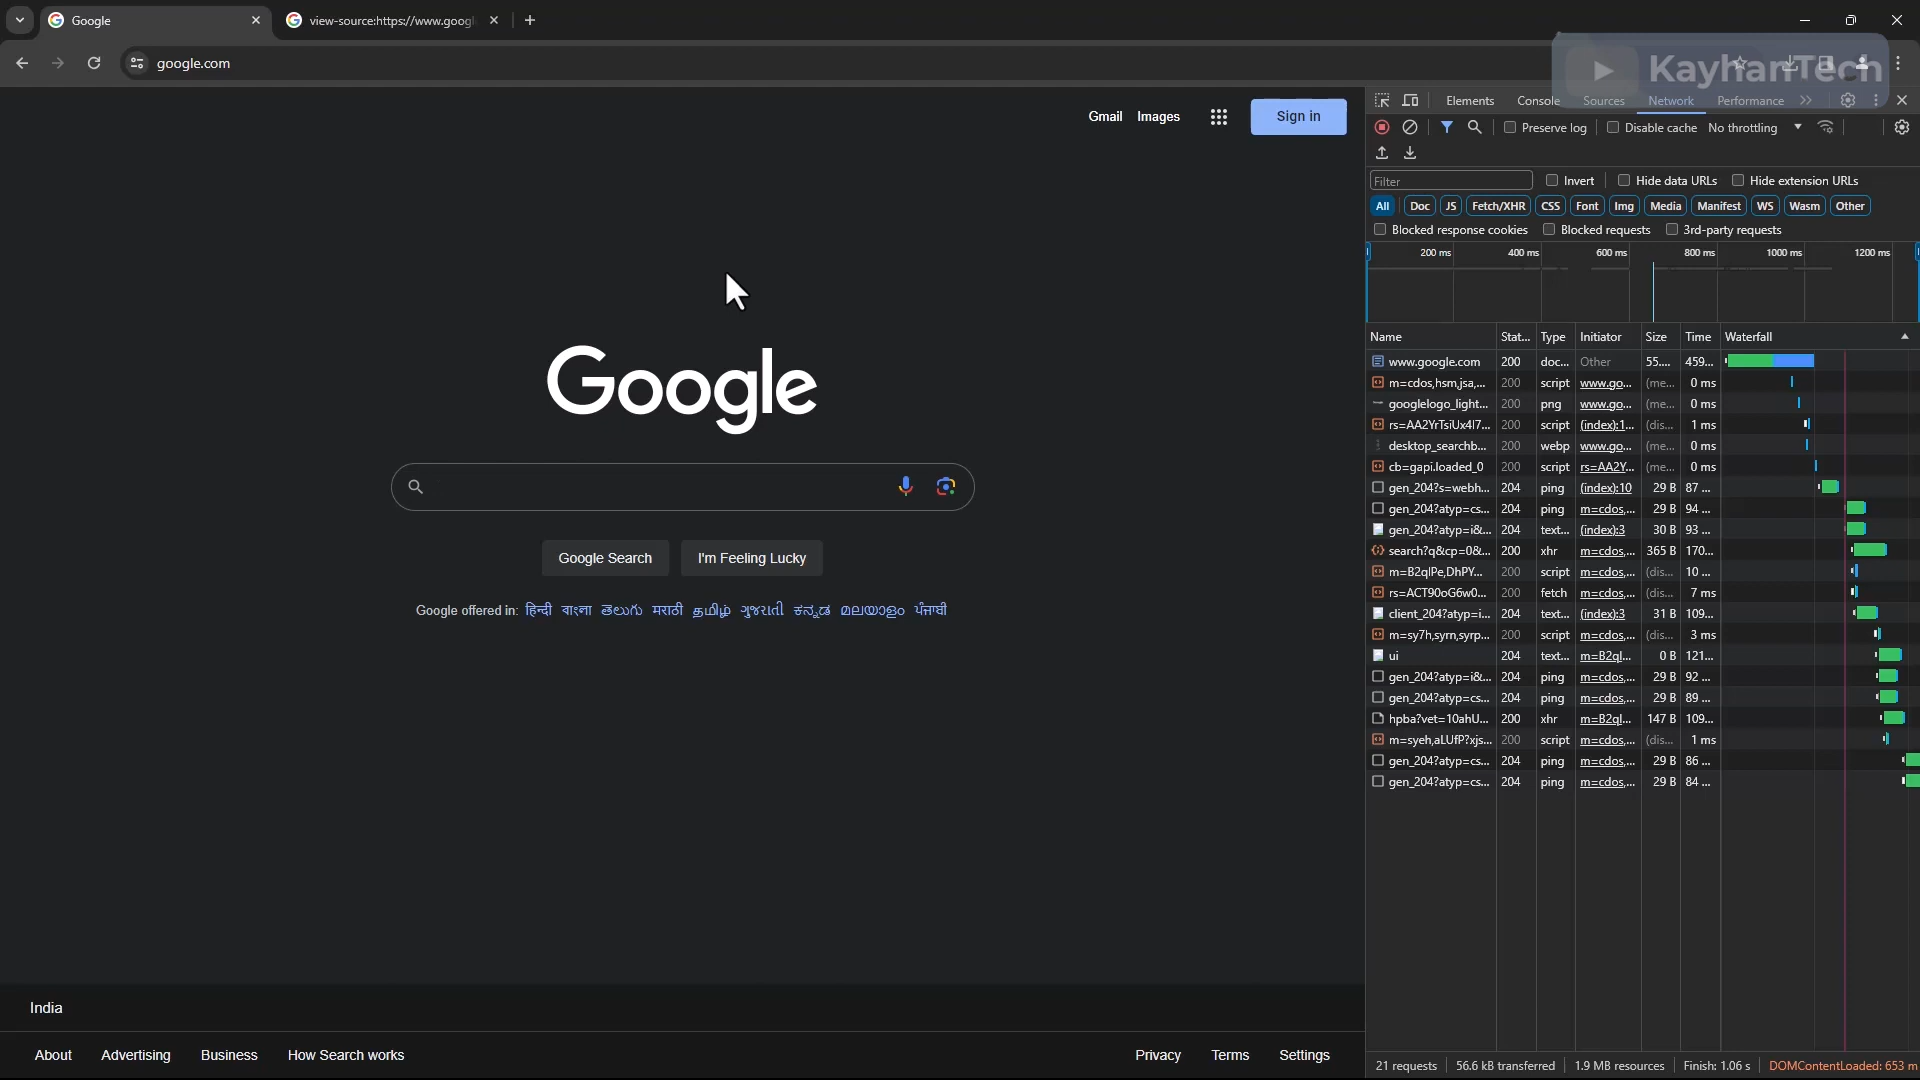 Google
view-source:https://www.googl
google.com
KayhanTech
Gmail Images Sign in
Google
Google Search I'm Feeling Lucky
Google offered in: हिन्दी বাংলা తెలుగు मराठी தமிழ் ગુજરાતી ಕನ್ನಡ മലയാളം ਪੰਜਾਬੀ
India
About Advertising Business How Search works
Privacy Terms Settings
Elements Console Sources Network Performance
Preserve log Disable cache No throttling
Filter Invert Hide data URLs Hide extension URLs
All Doc JS Fetch/XHR CSS Font Img Media Manifest WS Wasm Other
Blocked response cookies Blocked requests 3rd-party requests
200 ms 400 ms 600 ms 800 ms 1000 ms 1200 ms
Name Stat... Type Initiator Size Time Waterfall
www.google.com 200 doc... Other 55.... 459...
m=cdos,hsm,jsa,... 200 script www.go... (me... 0 ms
googlelogo_light... 200 png www.go... (me... 0 ms
rs=AA2YrTsiUx4I7... 200 script (index):1... (dis... 1 ms
desktop_searchb... 200 webp www.go... (me... 0 ms
cb=gapi.loaded_0 200 script rs=AA2Y... (me... 0 ms
gen_204?s=webh... 204 ping (index):10 29 B 87 ...
gen_204?atyp=cs... 204 ping m=cdos,... 29 B 94 ...
gen_204?atyp=i&... 204 text... (index):3 30 B 93 ...
search?q&cp=0&... 200 xhr m=cdos,... 365 B 170...
m=B2qlPe,DhPY... 200 script m=cdos,... (dis... 10 ...
rs=ACT90oG6w0... 200 fetch m=cdos,... (dis... 7 ms
client_204?atyp=i... 204 text... (index):3 31 B 109...
m=sy7h,syrn,syrp... 200 script m=cdos,... (dis... 3 ms
ui 204 text... m=B2ql... 0 B 121...
gen_204?atyp=i&... 204 ping m=cdos,... 29 B 92 ...
gen_204?atyp=cs... 204 ping m=cdos,... 29 B 89 ...
hpba?vet=10ahU... 200 xhr m=B2ql... 147 B 109...
m=syeh,aLUfP?xjs... 200 script m=cdos,... (dis... 1 ms
gen_204?atyp=cs... 204 ping m=cdos,... 29 B 86 ...
gen_204?atyp=cs... 204 ping m=cdos,... 29 B 84 ...
21 requests 56.6 kB transferred 1.9 MB resources Finish: 1.06 s DOMContentLoaded: 653 m